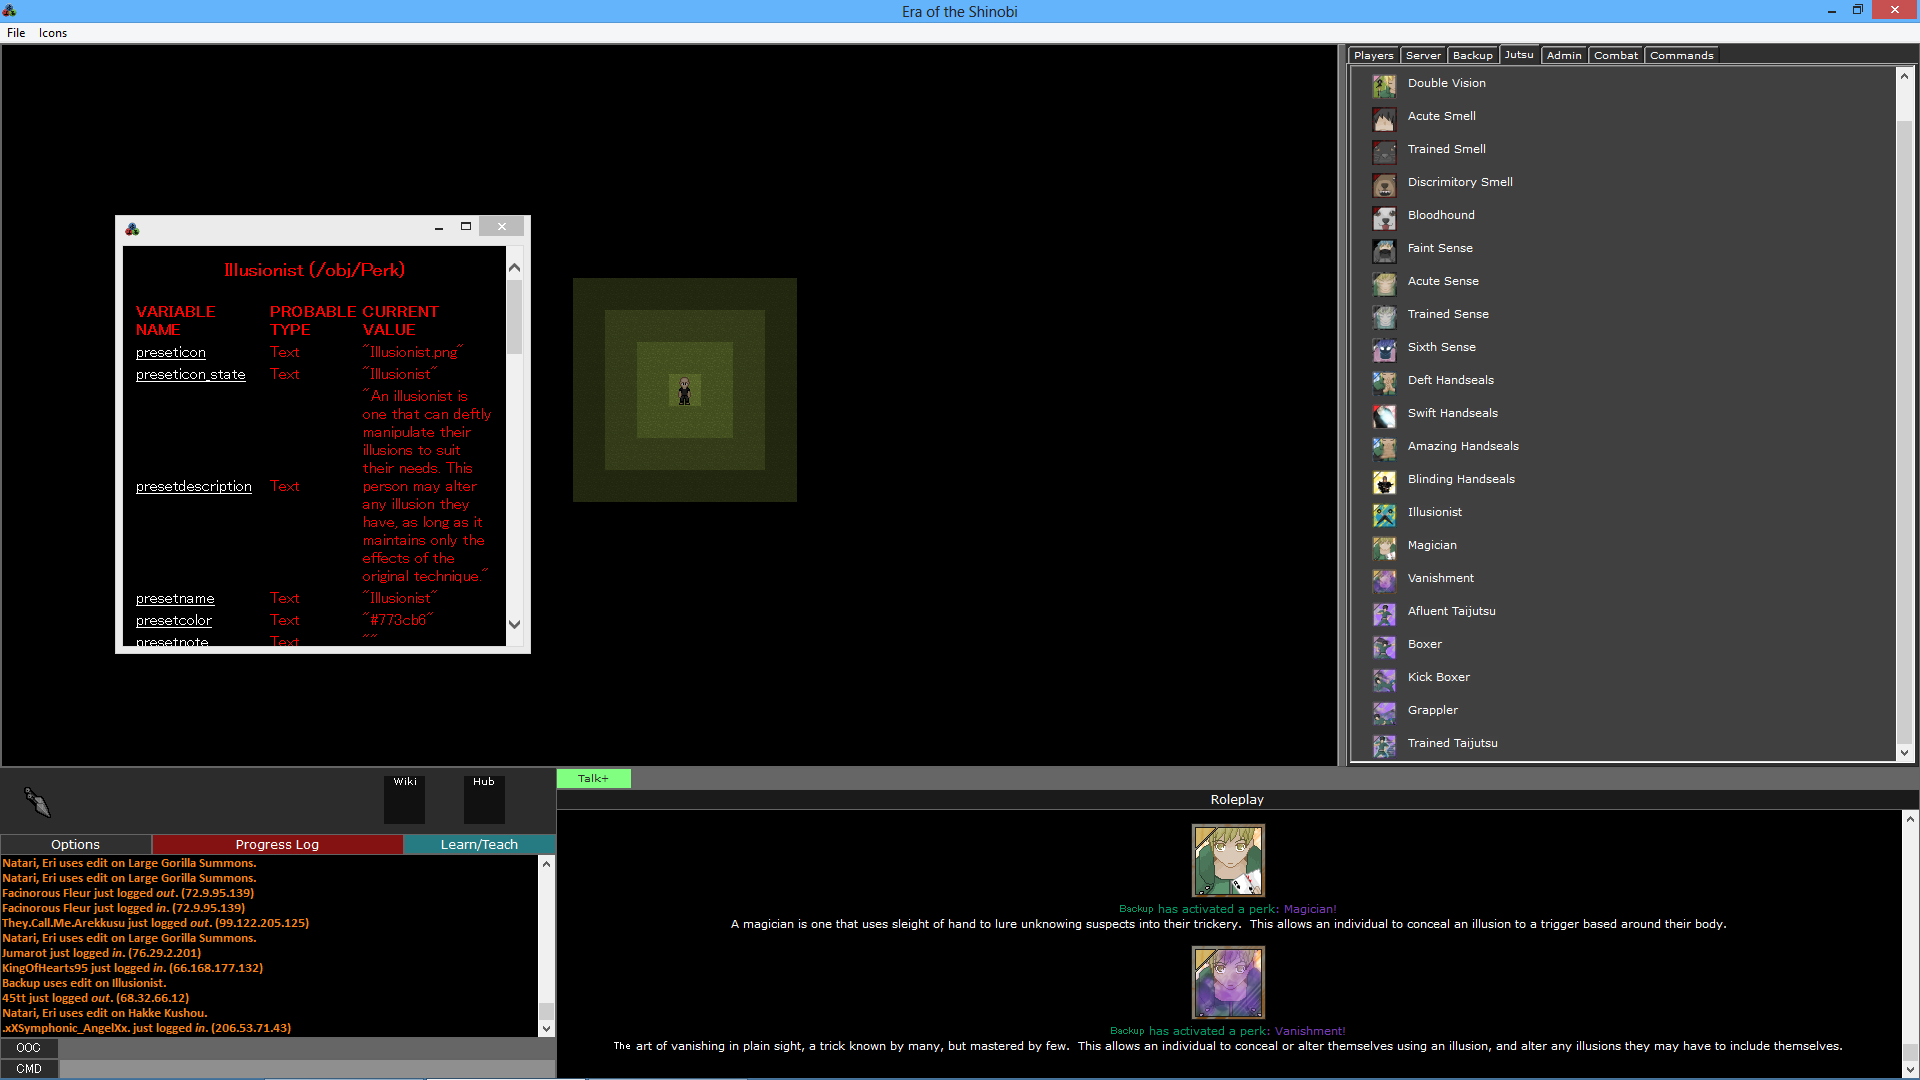 Era of the Shinobi
File Icons
Players Server Backup Jutsu Admin Combat Commands
Double Vision
Acute Smell
Trained Smell
Discrimitory Smell
Bloodhound
Faint Sense
Acute Sense
Trained Sense
Sixth Sense
Deft Handseals
Swift Handseals
Amazing Handseals
Blinding Handseals
Illusionist
Magician
Vanishment
Afluent Taijutsu
Boxer
Kick Boxer
Grappler
Trained Taijutsu
Illusionist (/obj/Perk)
VARIABLE NAME PROBABLE TYPE CURRENT VALUE
preseticon Text "Illusionist.png"
preseticon_state Text "Illusionist"
presetdescription Text "An illusionist is
one that can deftly
manipulate their
illusions to suit
their needs. This
person may alter
any illusion they
have, as long as it
maintains only the
effects of the
original technique."
presetname Text "Illusionist"
presetcolor Text "#773cb6"
presetnote Text ""
Wiki Hub
Options Progress Log Learn/Teach
Natari, Eri uses edit on Large Gorilla Summons.
Natari, Eri uses edit on Large Gorilla Summons.
Facinorous Fleur just logged out. (72.9.95.139)
Facinorous Fleur just logged in. (72.9.95.139)
They.Call.Me.Arekkusu just logged out. (99.122.205.125)
Natari, Eri uses edit on Large Gorilla Summons.
Jumarot just logged in. (76.29.2.201)
KingOfHearts95 just logged in. (66.168.177.132)
Backup uses edit on Illusionist.
45tt just logged out. (68.32.66.12)
Natari, Eri uses edit on Hakke Kushou.
.xXSymphonic_AngelXx. just logged in. (206.53.71.43)
OOC
CMD
Talk+
Roleplay
Backup has activated a perk: Magician!
A magician is one that uses sleight of hand to lure unknowing suspects into their trickery. This allows an individual to conceal an illusion to a trigger based around their body.
Backup has activated a perk: Vanishment!
The art of vanishing in plain sight, a trick known by many, but mastered by few. This allows an individual to conceal or alter themselves using an illusion, and alter any illusions they may have to include themselves.